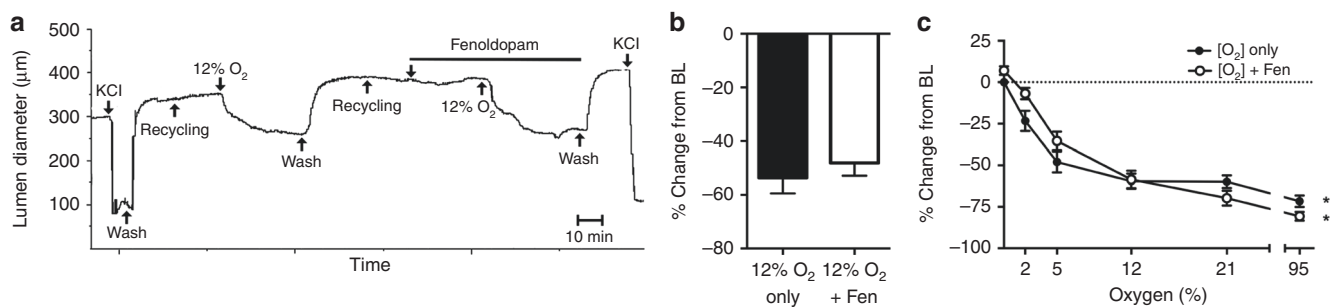 a
Lumen diameter (μm)
500
400
300
200
100
KCl
Wash
Recycling
12% O₂
Wash
Recycling
Fenoldopam
12% O₂
Wash
KCl
10 min
Time
b
% Change from BL
0
–20
–40
–60
–80
12% O₂
only
12% O₂
+ Fen
c
% Change from BL
25
0
–25
–50
–75
–100
[O₂] only
[O₂] + Fen
*
*
2
5
12
21
95
Oxygen (%)